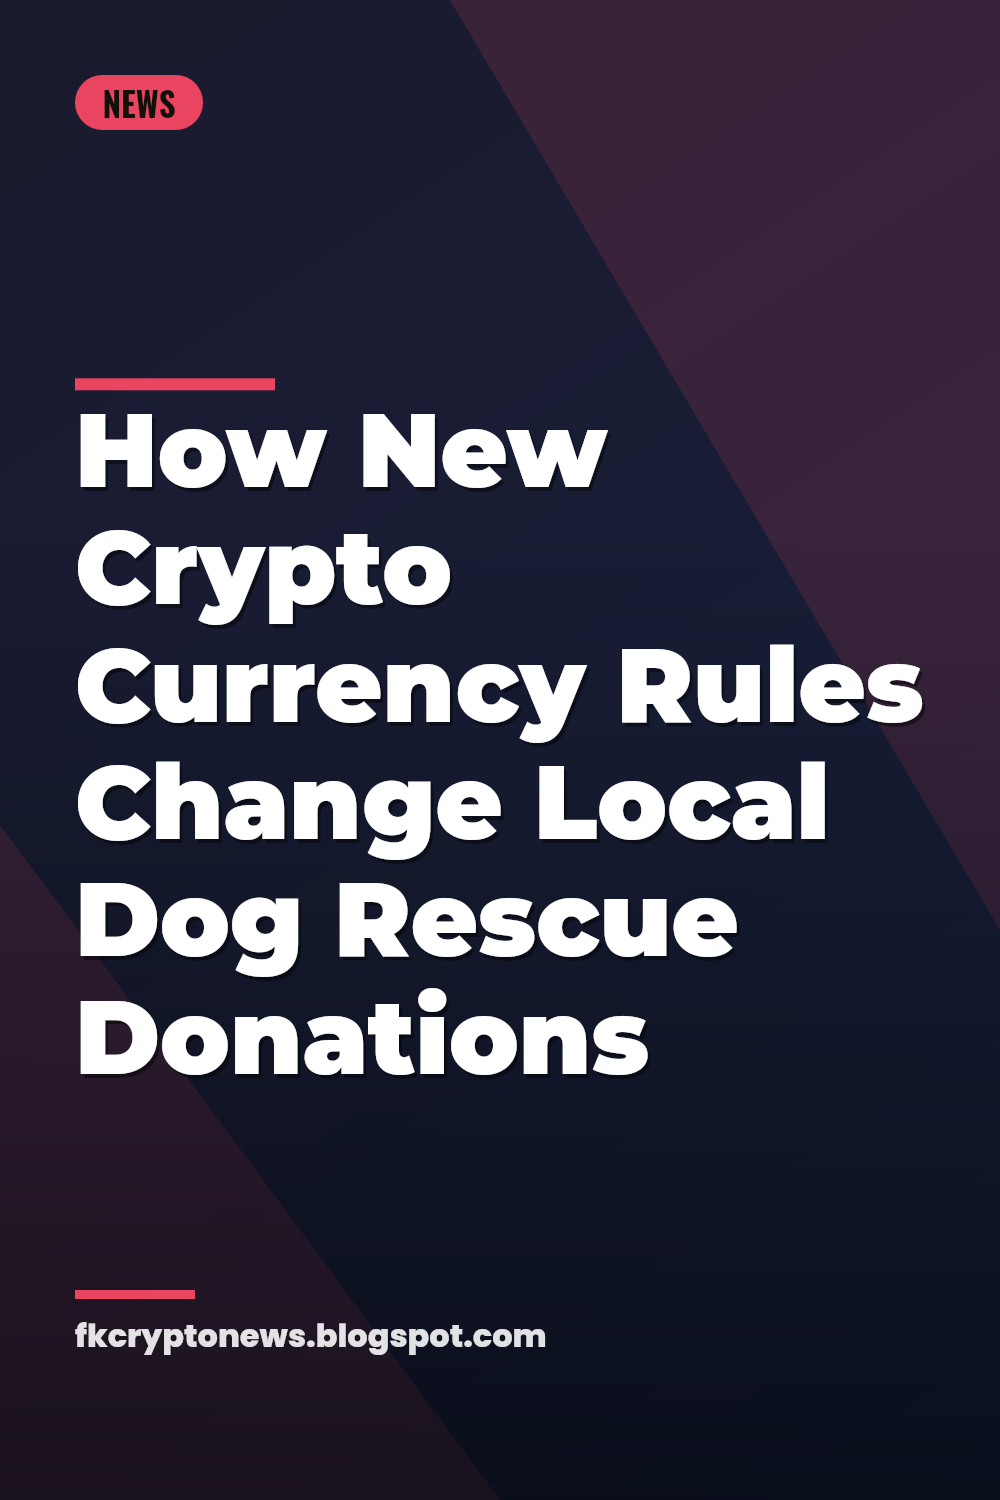 NEWS
How New
Crypto
Currency Rules
Change Local
Dog Rescue
Donations
fkcryptonews.blogspot.com